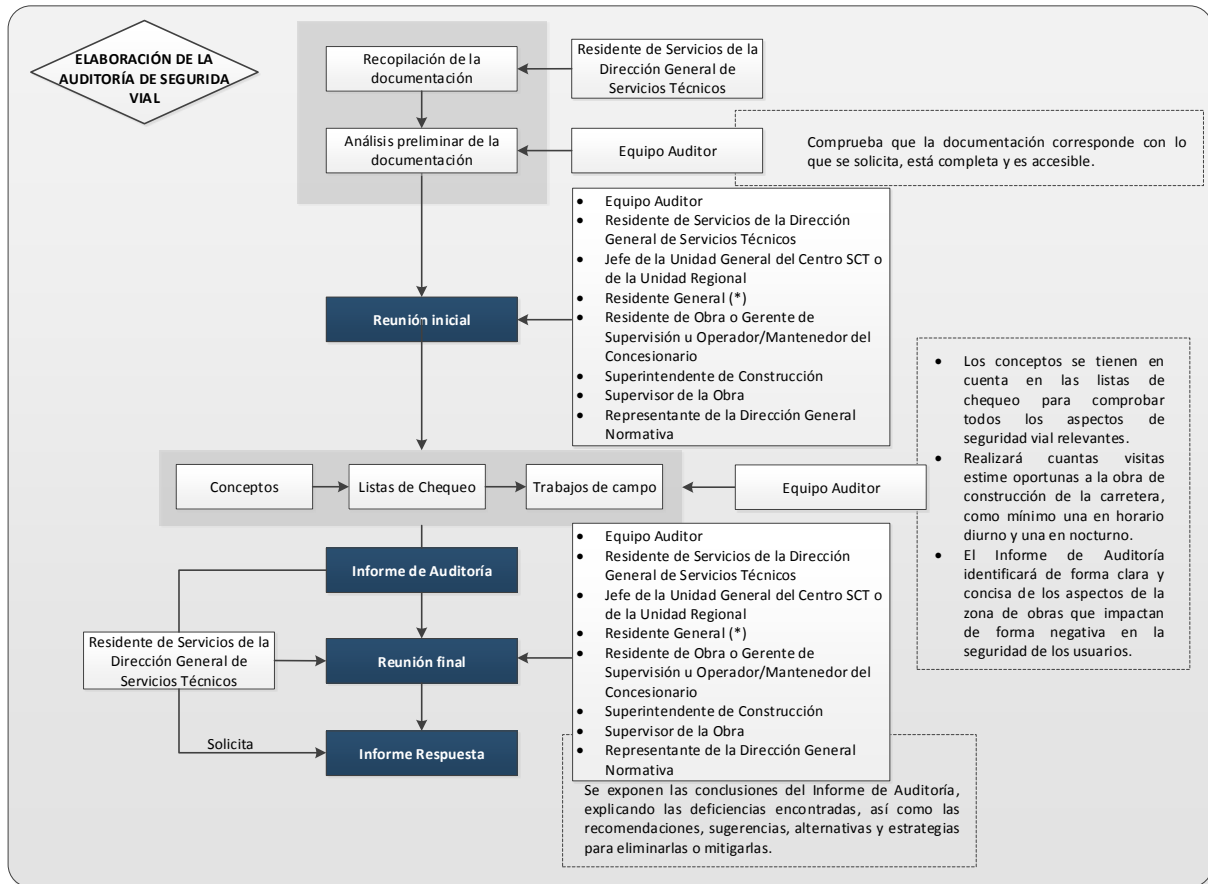 ELABORACIÓN DE LA
AUDITORÍA DE SEGURIDA
VIAL
Recopilación de la
documentación
Residente de Servicios de la
Dirección General de
Servicios Técnicos
Análisis preliminar de la
documentación
Equipo Auditor
Comprueba que la documentación corresponde con lo
que se solicita, está completa y es accesible.
• Equipo Auditor
• Residente de Servicios de la Dirección
General de Servicios Técnicos
• Jefe de la Unidad General del Centro SCT o
de la Unidad Regional
• Residente General (*)
• Residente de Obra o Gerente de
Supervisión u Operador/Mantenedor del
Concesionario
• Superintendente de Construcción
• Supervisor de la Obra
• Representante de la Dirección General
Normativa
Reunión inicial
• Los conceptos se tienen en
cuenta en las listas de
chequeo para comprobar
todos los aspectos de
seguridad vial relevantes.
• Realizará cuantas visitas
estime oportunas a la obra de
construcción de la carretera,
como mínimo una en horario
diurno y una en nocturno.
• El Informe de Auditoría
identificará de forma clara y
concisa de los aspectos de la
zona de obras que impactan
de forma negativa en la
seguridad de los usuarios.
Conceptos
Listas de Chequeo
Trabajos de campo
Equipo Auditor
Informe de Auditoría
• Equipo Auditor
• Residente de Servicios de la Dirección
General de Servicios Técnicos
• Jefe de la Unidad General del Centro SCT o
de la Unidad Regional
• Residente General (*)
• Residente de Obra o Gerente de
Supervisión u Operador/Mantenedor del
Concesionario
• Superintendente de Construcción
• Supervisor de la Obra
• Representante de la Dirección General
Normativa
Residente de Servicios de la
Dirección General de
Servicios Técnicos
Reunión final
Solicita
Informe Respuesta
Se exponen las conclusiones del Informe de Auditoría,
explicando las deficiencias encontradas, así como las
recomendaciones, sugerencias, alternativas y estrategias
para eliminarlas o mitigarlas.